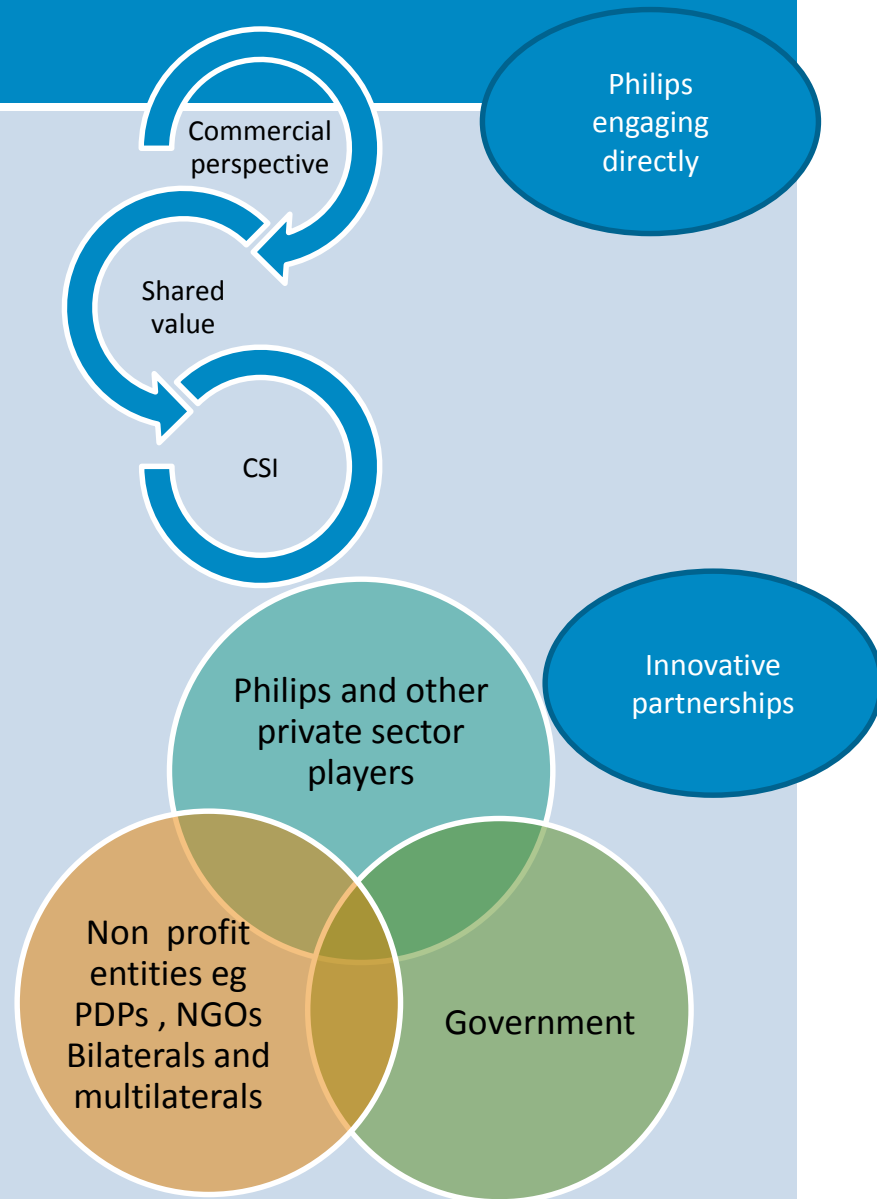 Philips
engaging
directly
Commercial
perspective
Shared
value
CSI
Innovative
partnerships
Philips and other
private sector
players
Non  profit
entities eg
PDPs , NGOs
Bilaterals and
multilaterals
Government